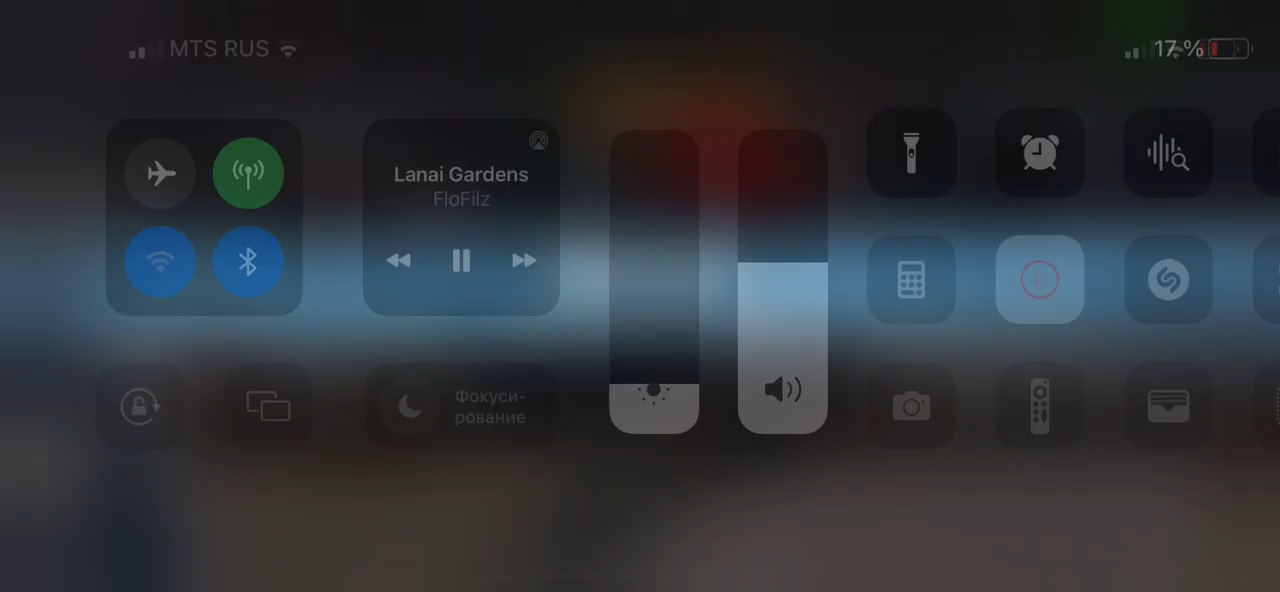 MTS RUS
17 %
Lanai Gardens
FloFilz
Фокуси-
рование